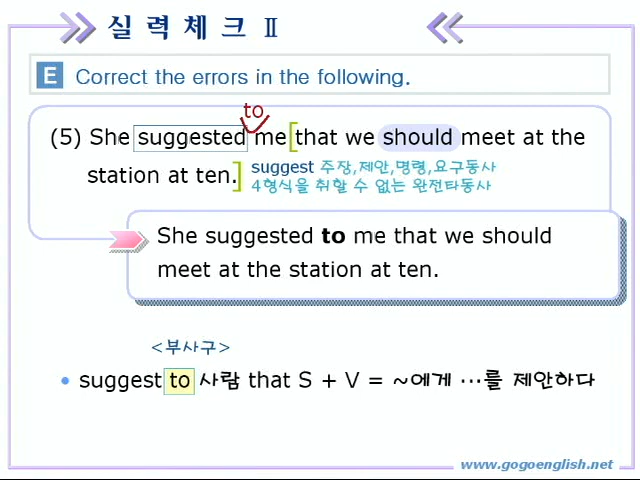 실 력 체 크 Ⅱ
E Correct the errors in the following.
to
(5) She suggested me [that we should meet at the
station at ten.] suggest 주장,제안,명령,요구동사
4형식을 취할 수 없는 완전타동사
She suggested to me that we should
meet at the station at ten.
<부사구>
• suggest to 사람 that S + V = ~에게 …를 제안하다
www.gogoenglish.net